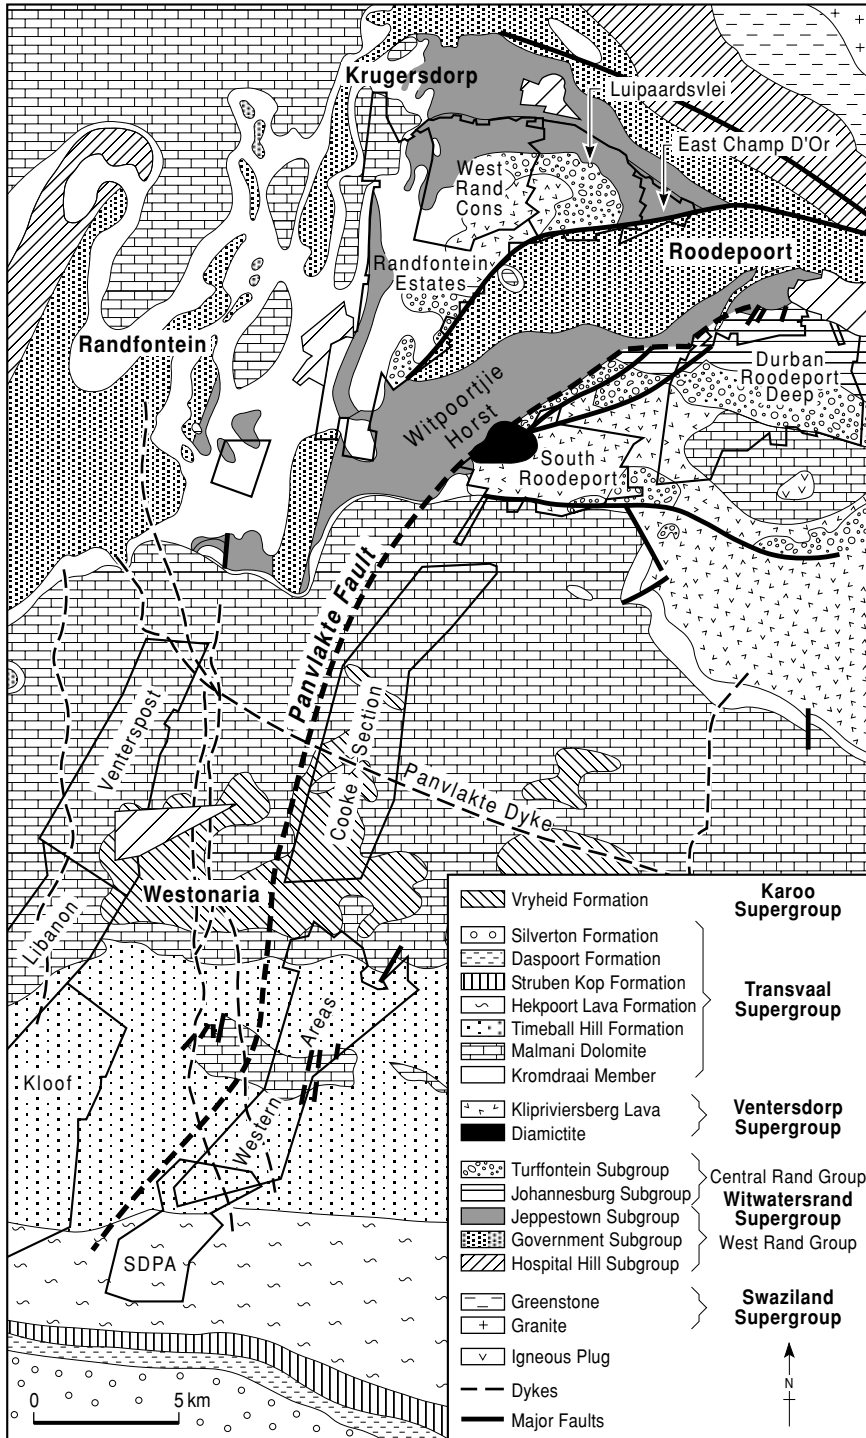 Krugersdorp
Luipaardsvlei
East Champ D'Or
West
Rand
Cons
Randfontein
Estates
Roodepoort
Randfontein
Durban
Roodeport
Deep
Witpoortjie
Horst
South
Roodeport
Panvlakte Fault
Venterspost
Cooke Section
Panvlakte Dyke
Westonaria
Libanon
Kloof
Western Areas
SDPA
0 5 km
Vryheid Formation
Karoo
Supergroup
Silverton Formation
Daspoort Formation
Struben Kop Formation
Hekpoort Lava Formation
Timeball Hill Formation
Malmani Dolomite
Kromdraai Member
Transvaal
Supergroup
Klipriviersberg Lava
Diamictite
Ventersdorp
Supergroup
Turffontein Subgroup
Johannesburg Subgroup
Jeppestown Subgroup
Government Subgroup
Hospital Hill Subgroup
Central Rand Group
Witwatersrand
Supergroup
West Rand Group
Greenstone
Granite
Swaziland
Supergroup
Igneous Plug
Dykes
Major Faults
N